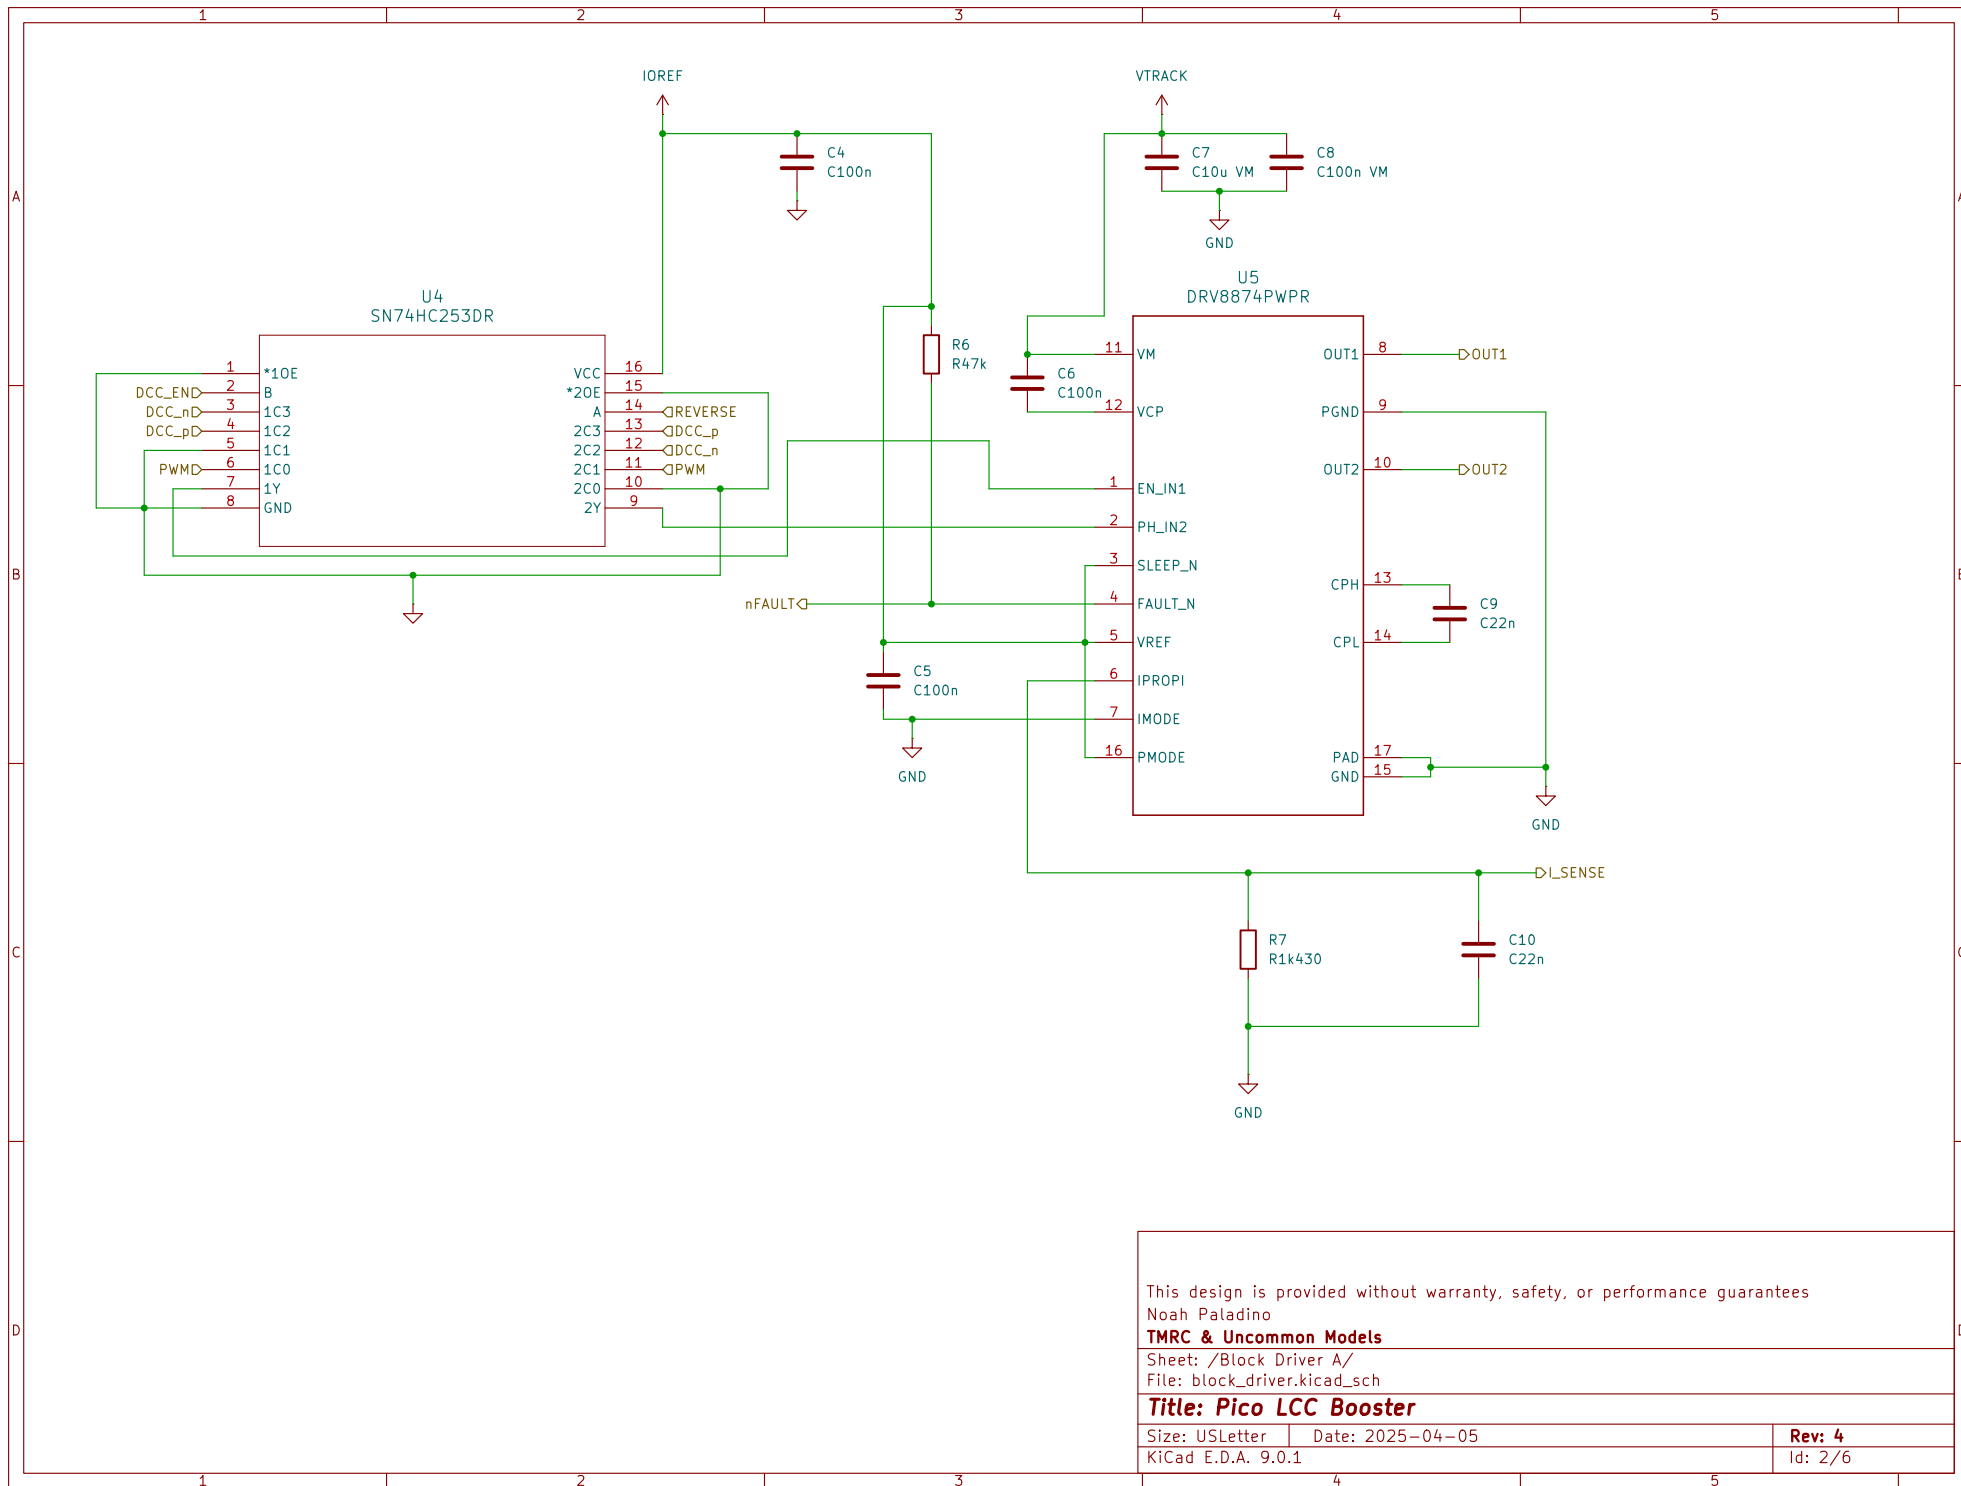 1 2 3 4 5
IOREF
VTRACK
C4
C100n
C7
C10u VM
C8
C100n VM
A
GND
U5
DRV8874PWPR
U4
SN74HC253DR
R6
R47k
C6
C100n
1 *1OE
DCC_EN 2 B
DCC_n 3 1C3
DCC_p 4 1C2
5 1C1
PWM 6 1C0
7 1Y
8 GND
VCC 16
*2OE 15
A 14 REVERSE
2C3 13 DCC_p
2C2 12 DCC_n
2C1 11 PWM
2C0 10
2Y 9
11 VM
12 VCP
1 EN_IN1
2 PH_IN2
3 SLEEP_N
nFAULT 4 FAULT_N
5 VREF
6 IPROPI
7 IMODE
16 PMODE
OUT1 8 OUT1
PGND 9
OUT2 10 OUT2
CPH 13
CPL 14
PAD 17
GND 15
C9
C22n
B
C5
C100n
GND
GND
I_SENSE
R7
R1k430
C10
C22n
C
GND
D
This design is provided without warranty, safety, or performance guarantees
Noah Paladino
TMRC & Uncommon Models
Sheet: /Block Driver A/
File: block_driver.kicad_sch
Title: Pico LCC Booster
Size: USLetter Date: 2025-04-05 Rev: 4
KiCad E.D.A. 9.0.1 Id: 2/6
1 2 3 4 5